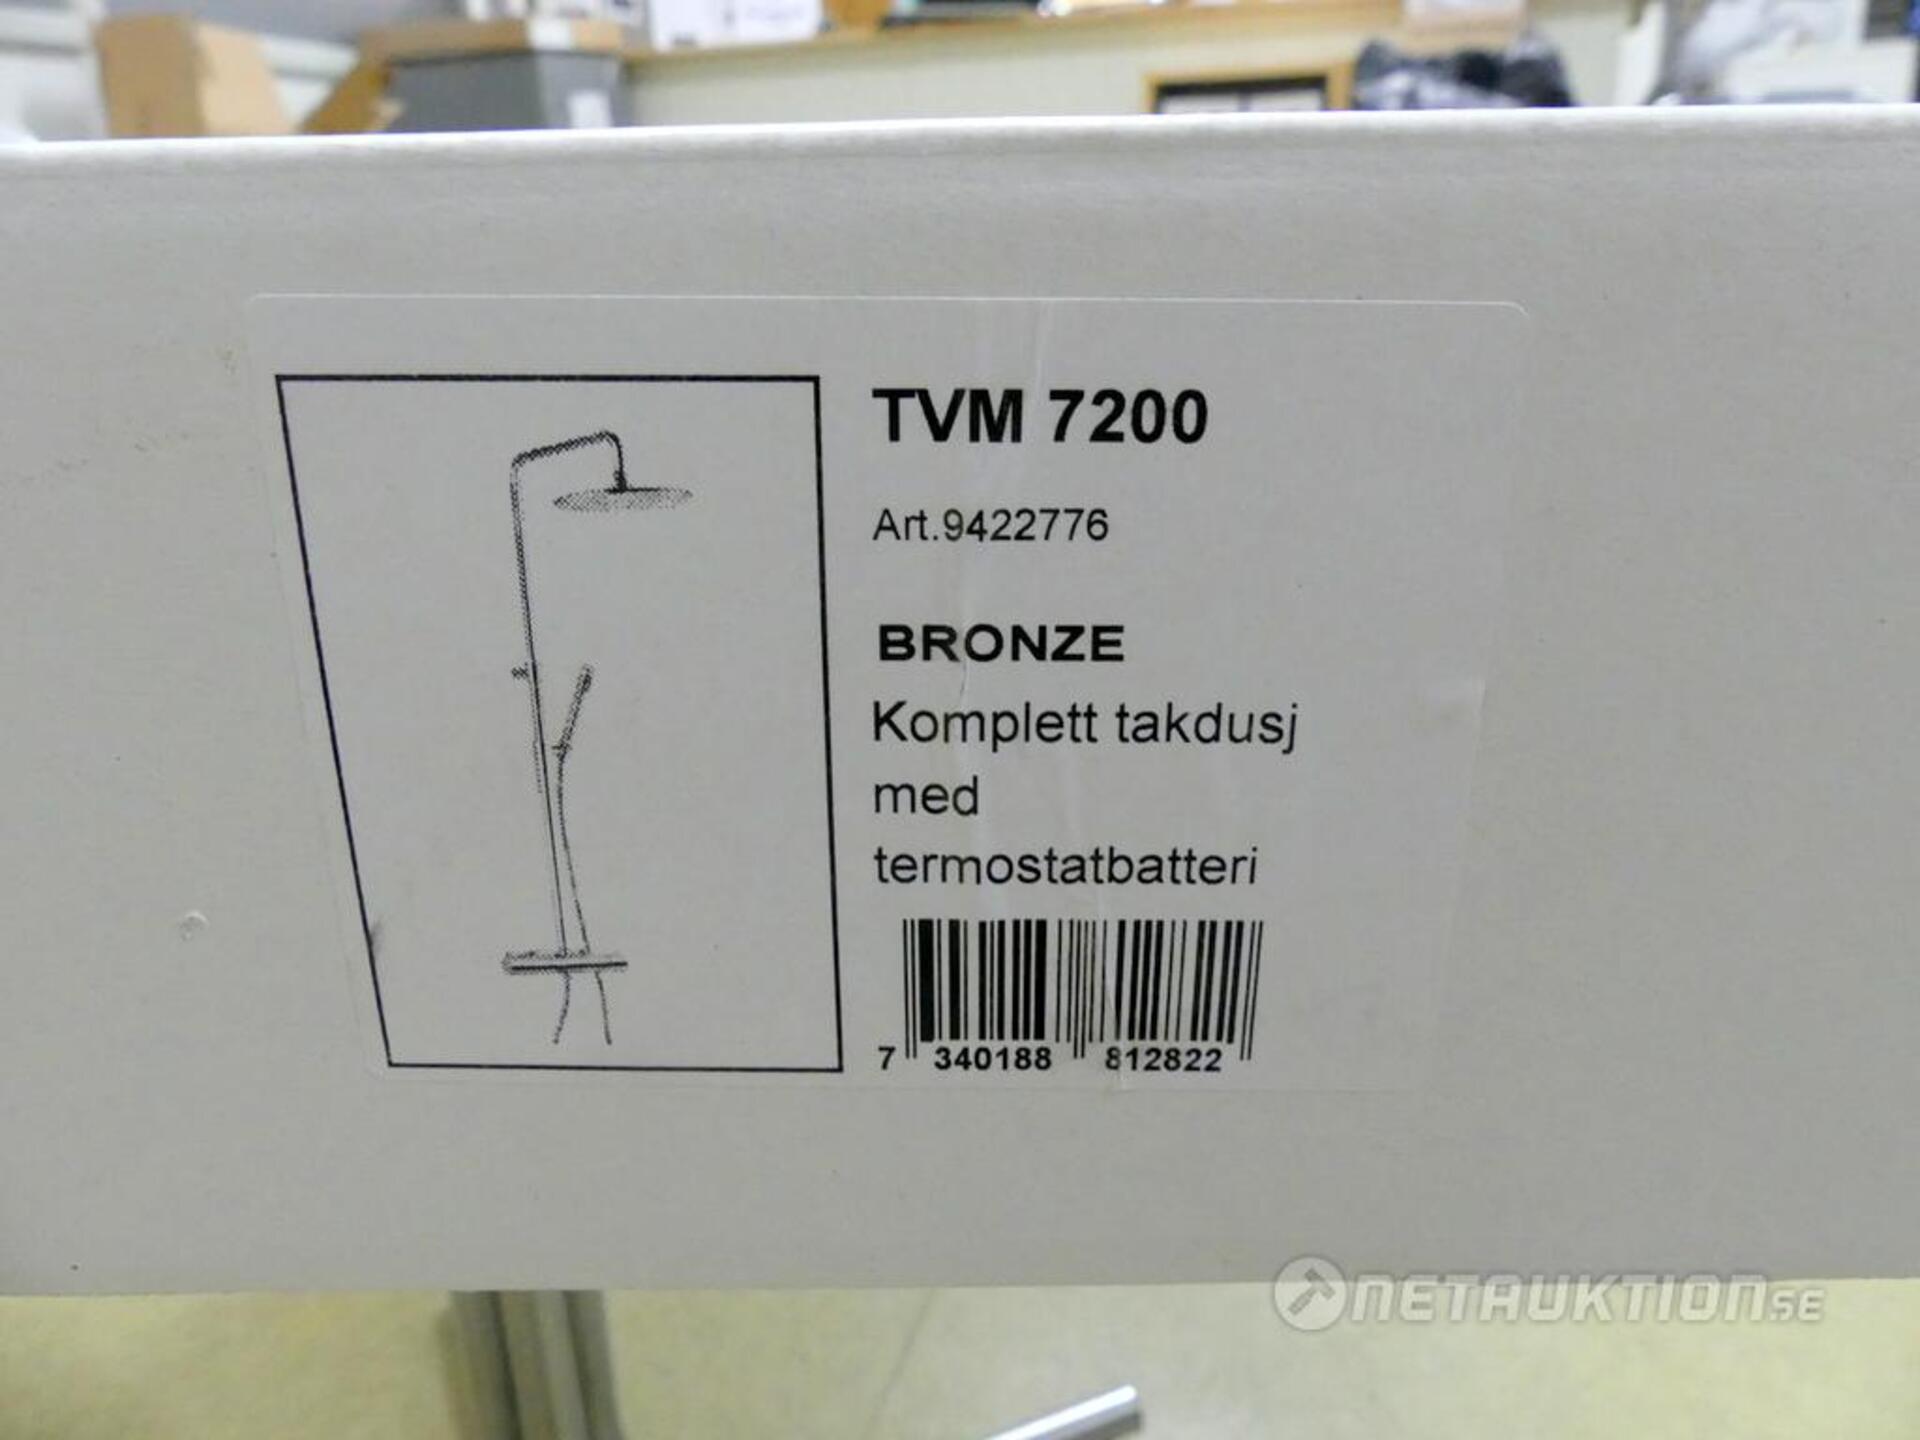 TVM 7200
Art.9422776
BRONZE
Komplett takdusj
med
termostatbatteri
7 340188 812822
NETAUKTION.SE